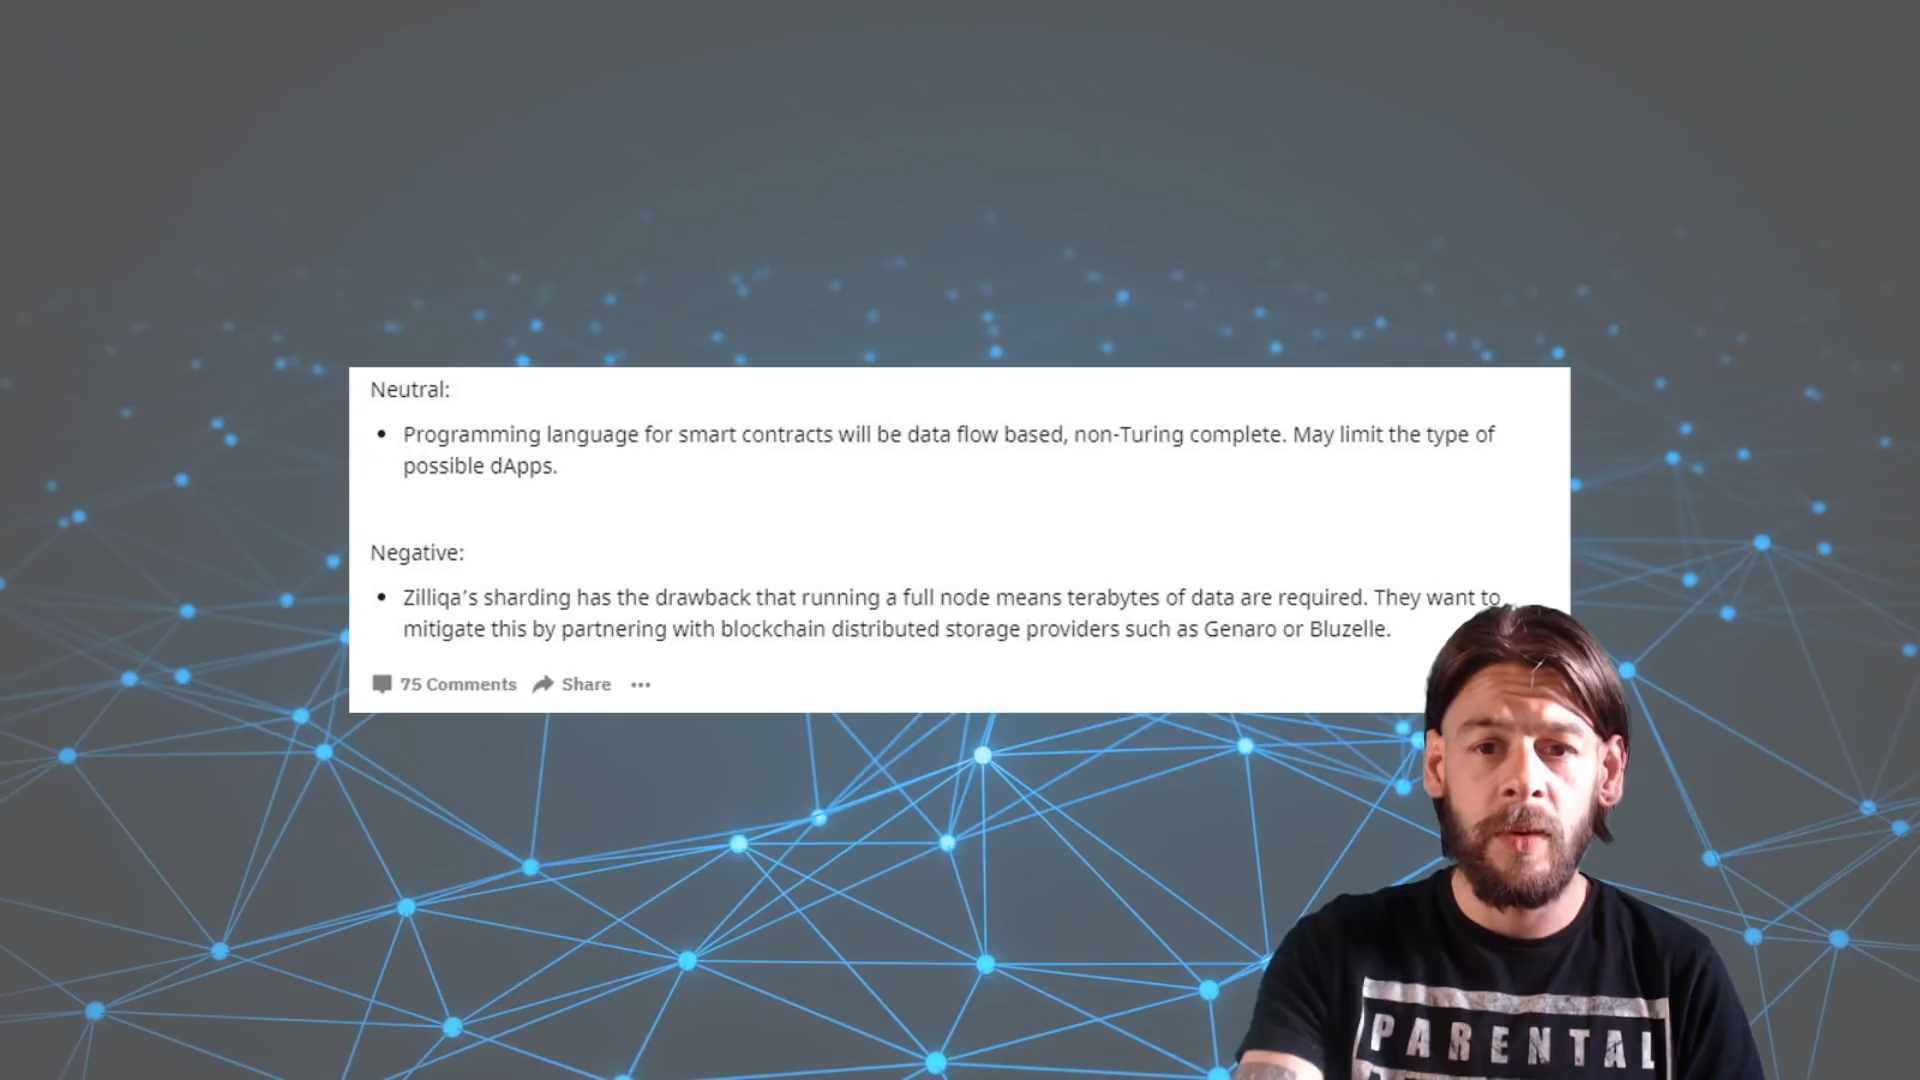 Neutral:
• Programming language for smart contracts will be data flow based, non-Turing complete. May limit the type of
possible dApps.
Negative:
• Zilliqa’s sharding has the drawback that running a full node means terabytes of data are required. They want to
mitigate this by partnering with blockchain distributed storage providers such as Genaro or Bluzelle.
75 Comments Share ...
PARENTAL